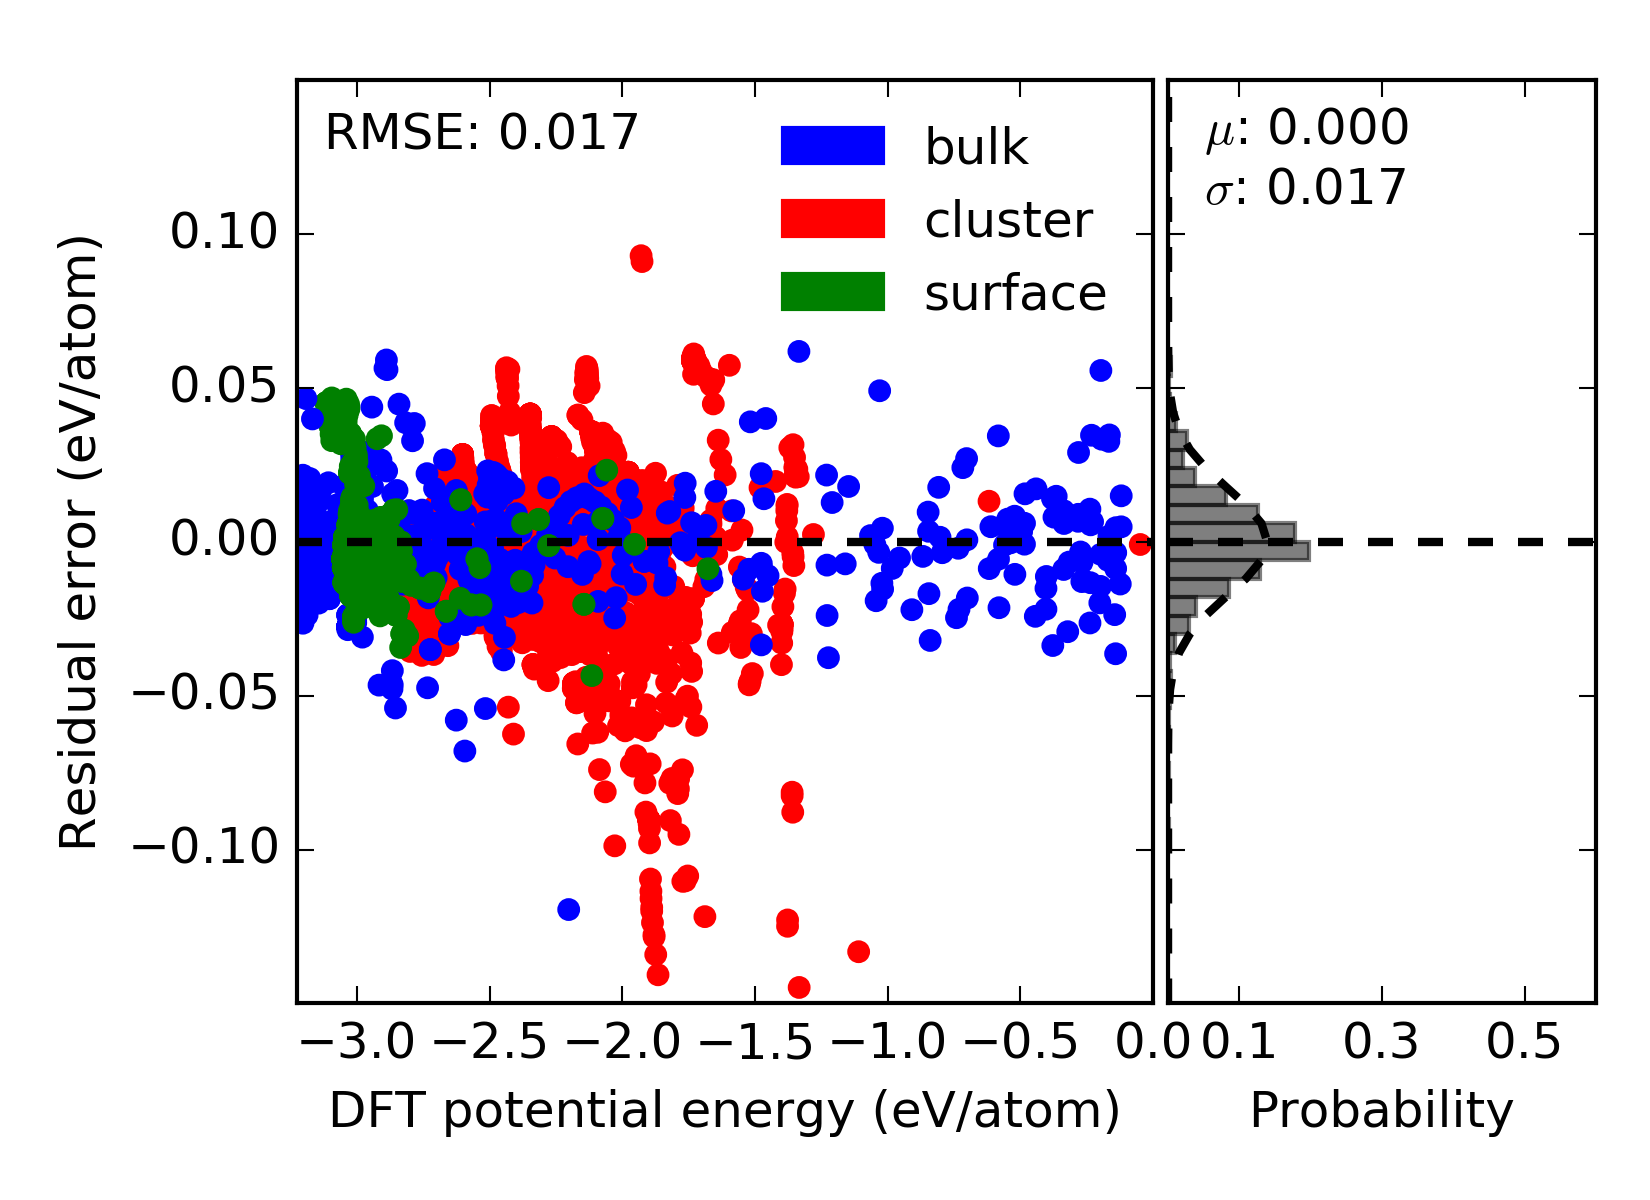 RMSE: 0.017
bulk
cluster
surface
μ: 0.000
σ: 0.017
0.10
0.05
0.00
−0.05
−0.10
Residual error (eV/atom)
−3.0 −2.5 −2.0 −1.5 −1.0 −0.5 0.0 0.1 0.3 0.5
DFT potential energy (eV/atom) Probability